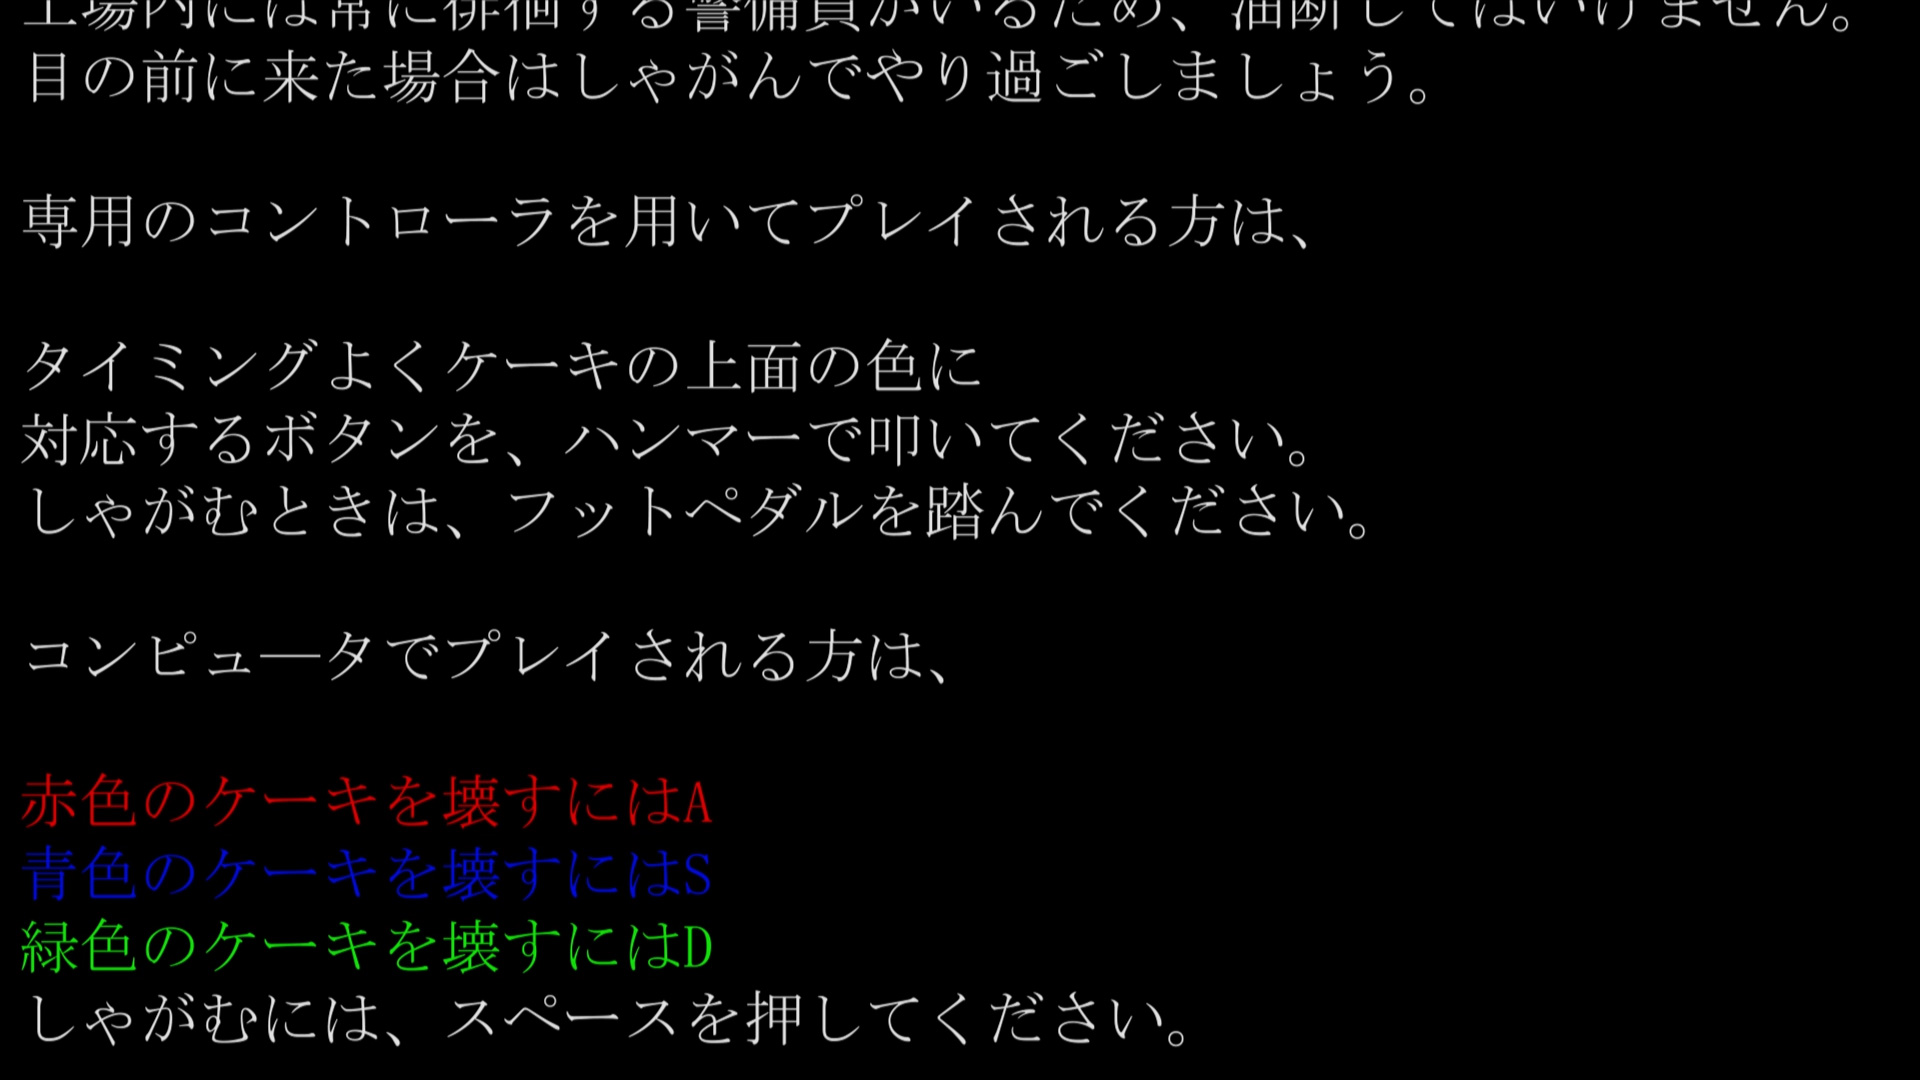 工場内には常に徘徊する警備員がいるため、油断してはいけません。
目の前に来た場合はしゃがんでやり過ごしましょう。
専用のコントローラを用いてプレイされる方は、
タイミングよくケーキの上面の色に
対応するボタンを、ハンマーで叩いてください。
しゃがむときは、フットペダルを踏んでください。
コンピュ―タでプレイされる方は、
赤色のケーキを壊すにはA
青色のケーキを壊すにはS
緑色のケーキを壊すにはD
しゃがむには、スペースを押してください。